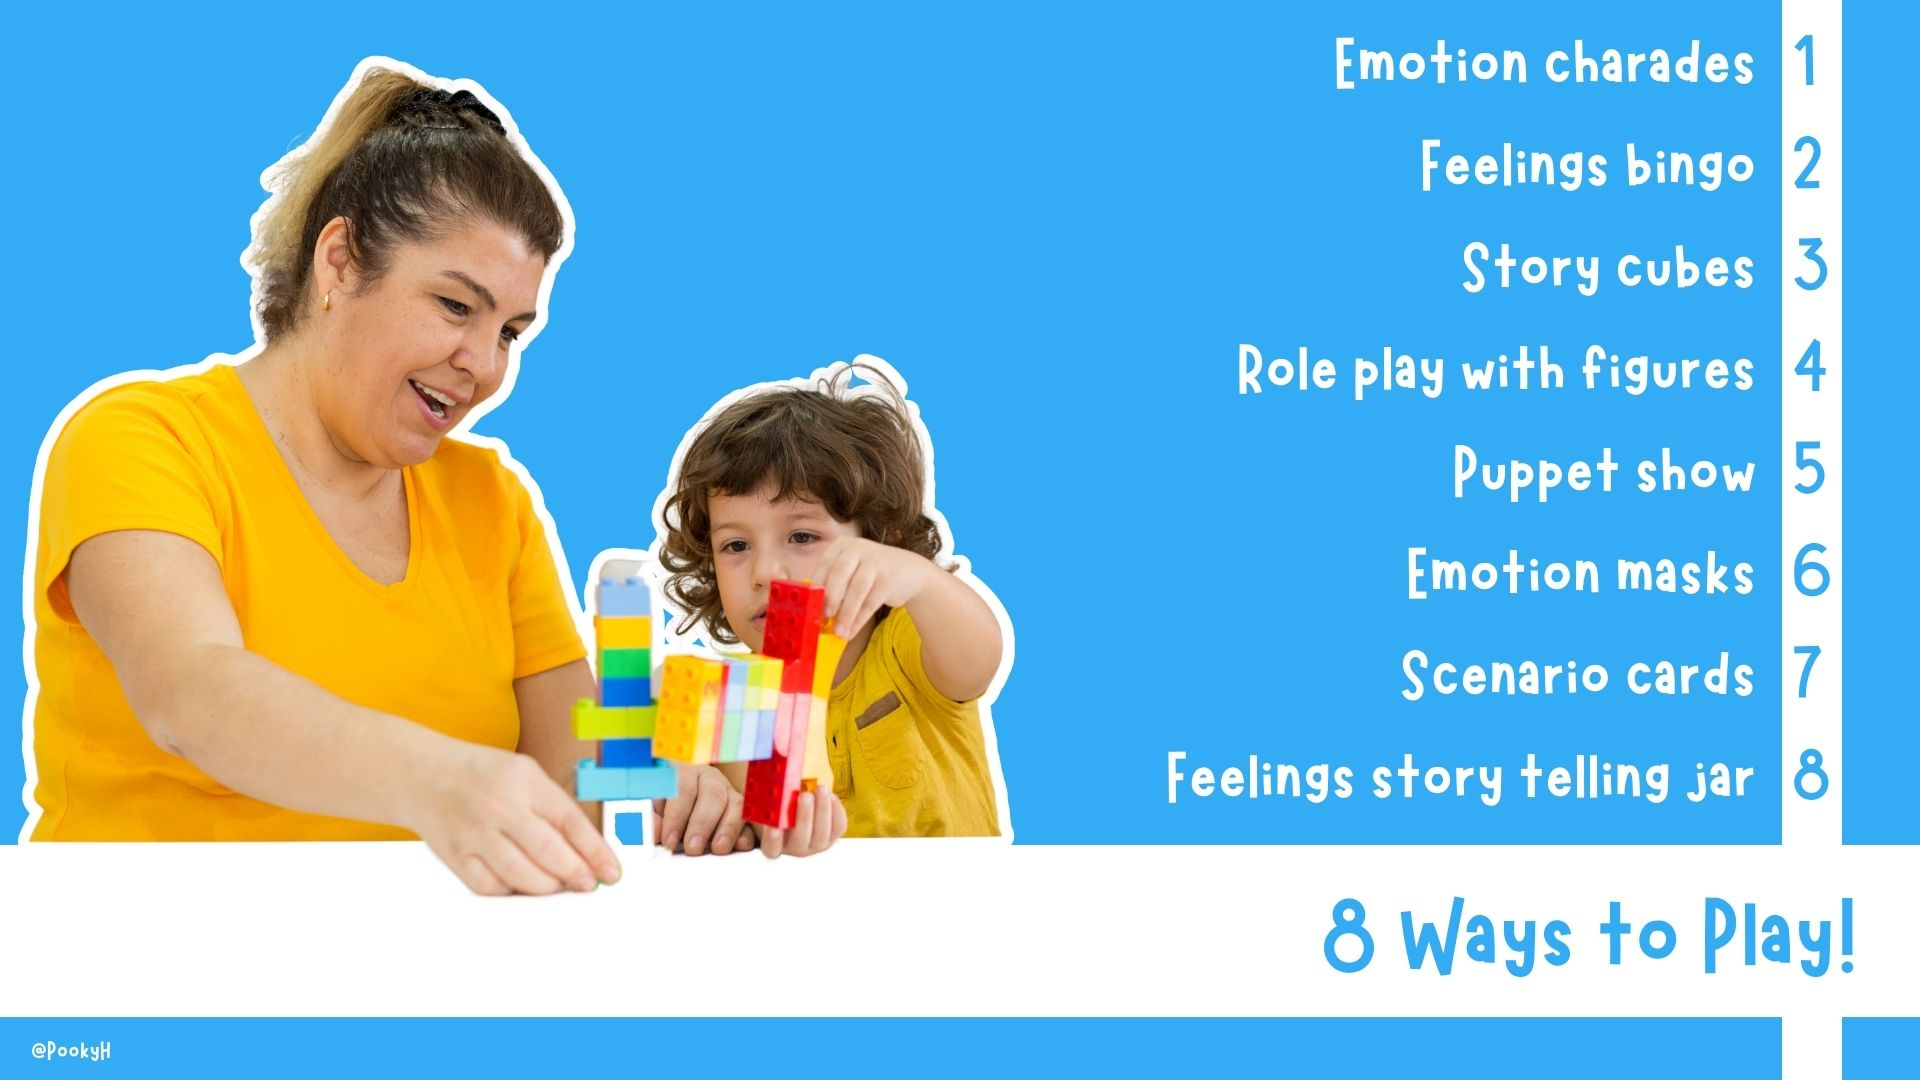 Emotion charades 1
Feelings bingo 2
Story cubes 3
Role play with figures 4
Puppet show 5
Emotion masks 6
Scenario cards 7
Feelings story telling jar 8
8 Ways to Play!
@PookyH